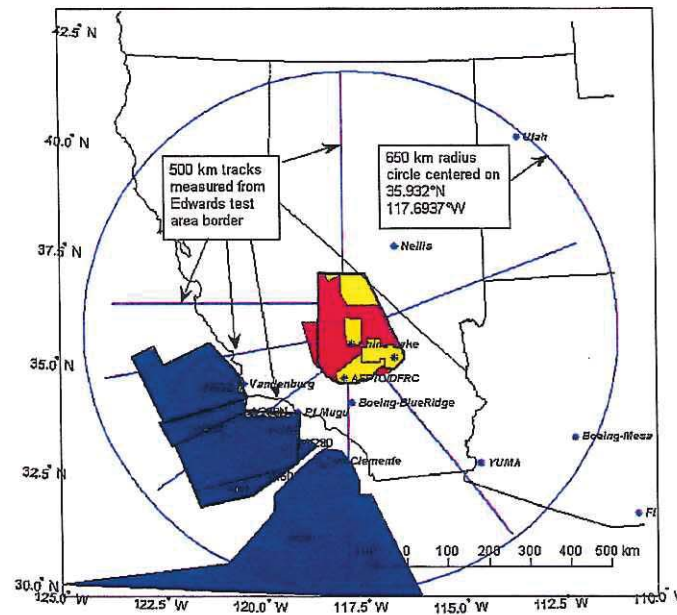 42.5° N
40.0° N
37.5° N
35.0° N
32.5° N
30.0° N
500 km tracks
measured from
Edwards test
area border
650 km radius
circle centered on
35.932°N
117.6937°W
Utah
Nellis
China Lake
AFFTC/DFRC
Vandenburg
Pt Mugu
Boeing-BlueRidge
Boeing-Mesa
Clemente
YUMA
0 100 200 300 400 500 km
125.0° W
122.5° W
120.0° W
117.5° W
115.0° W
112.5° W
110.0° W